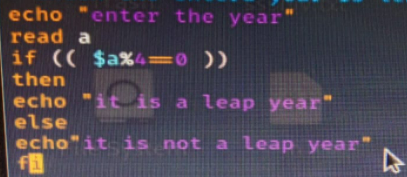 echo "enter the year"
read a
if (( $a%4==0 ))
then
echo "it is a leap year"
else
echo"it is not a leap year"
fi